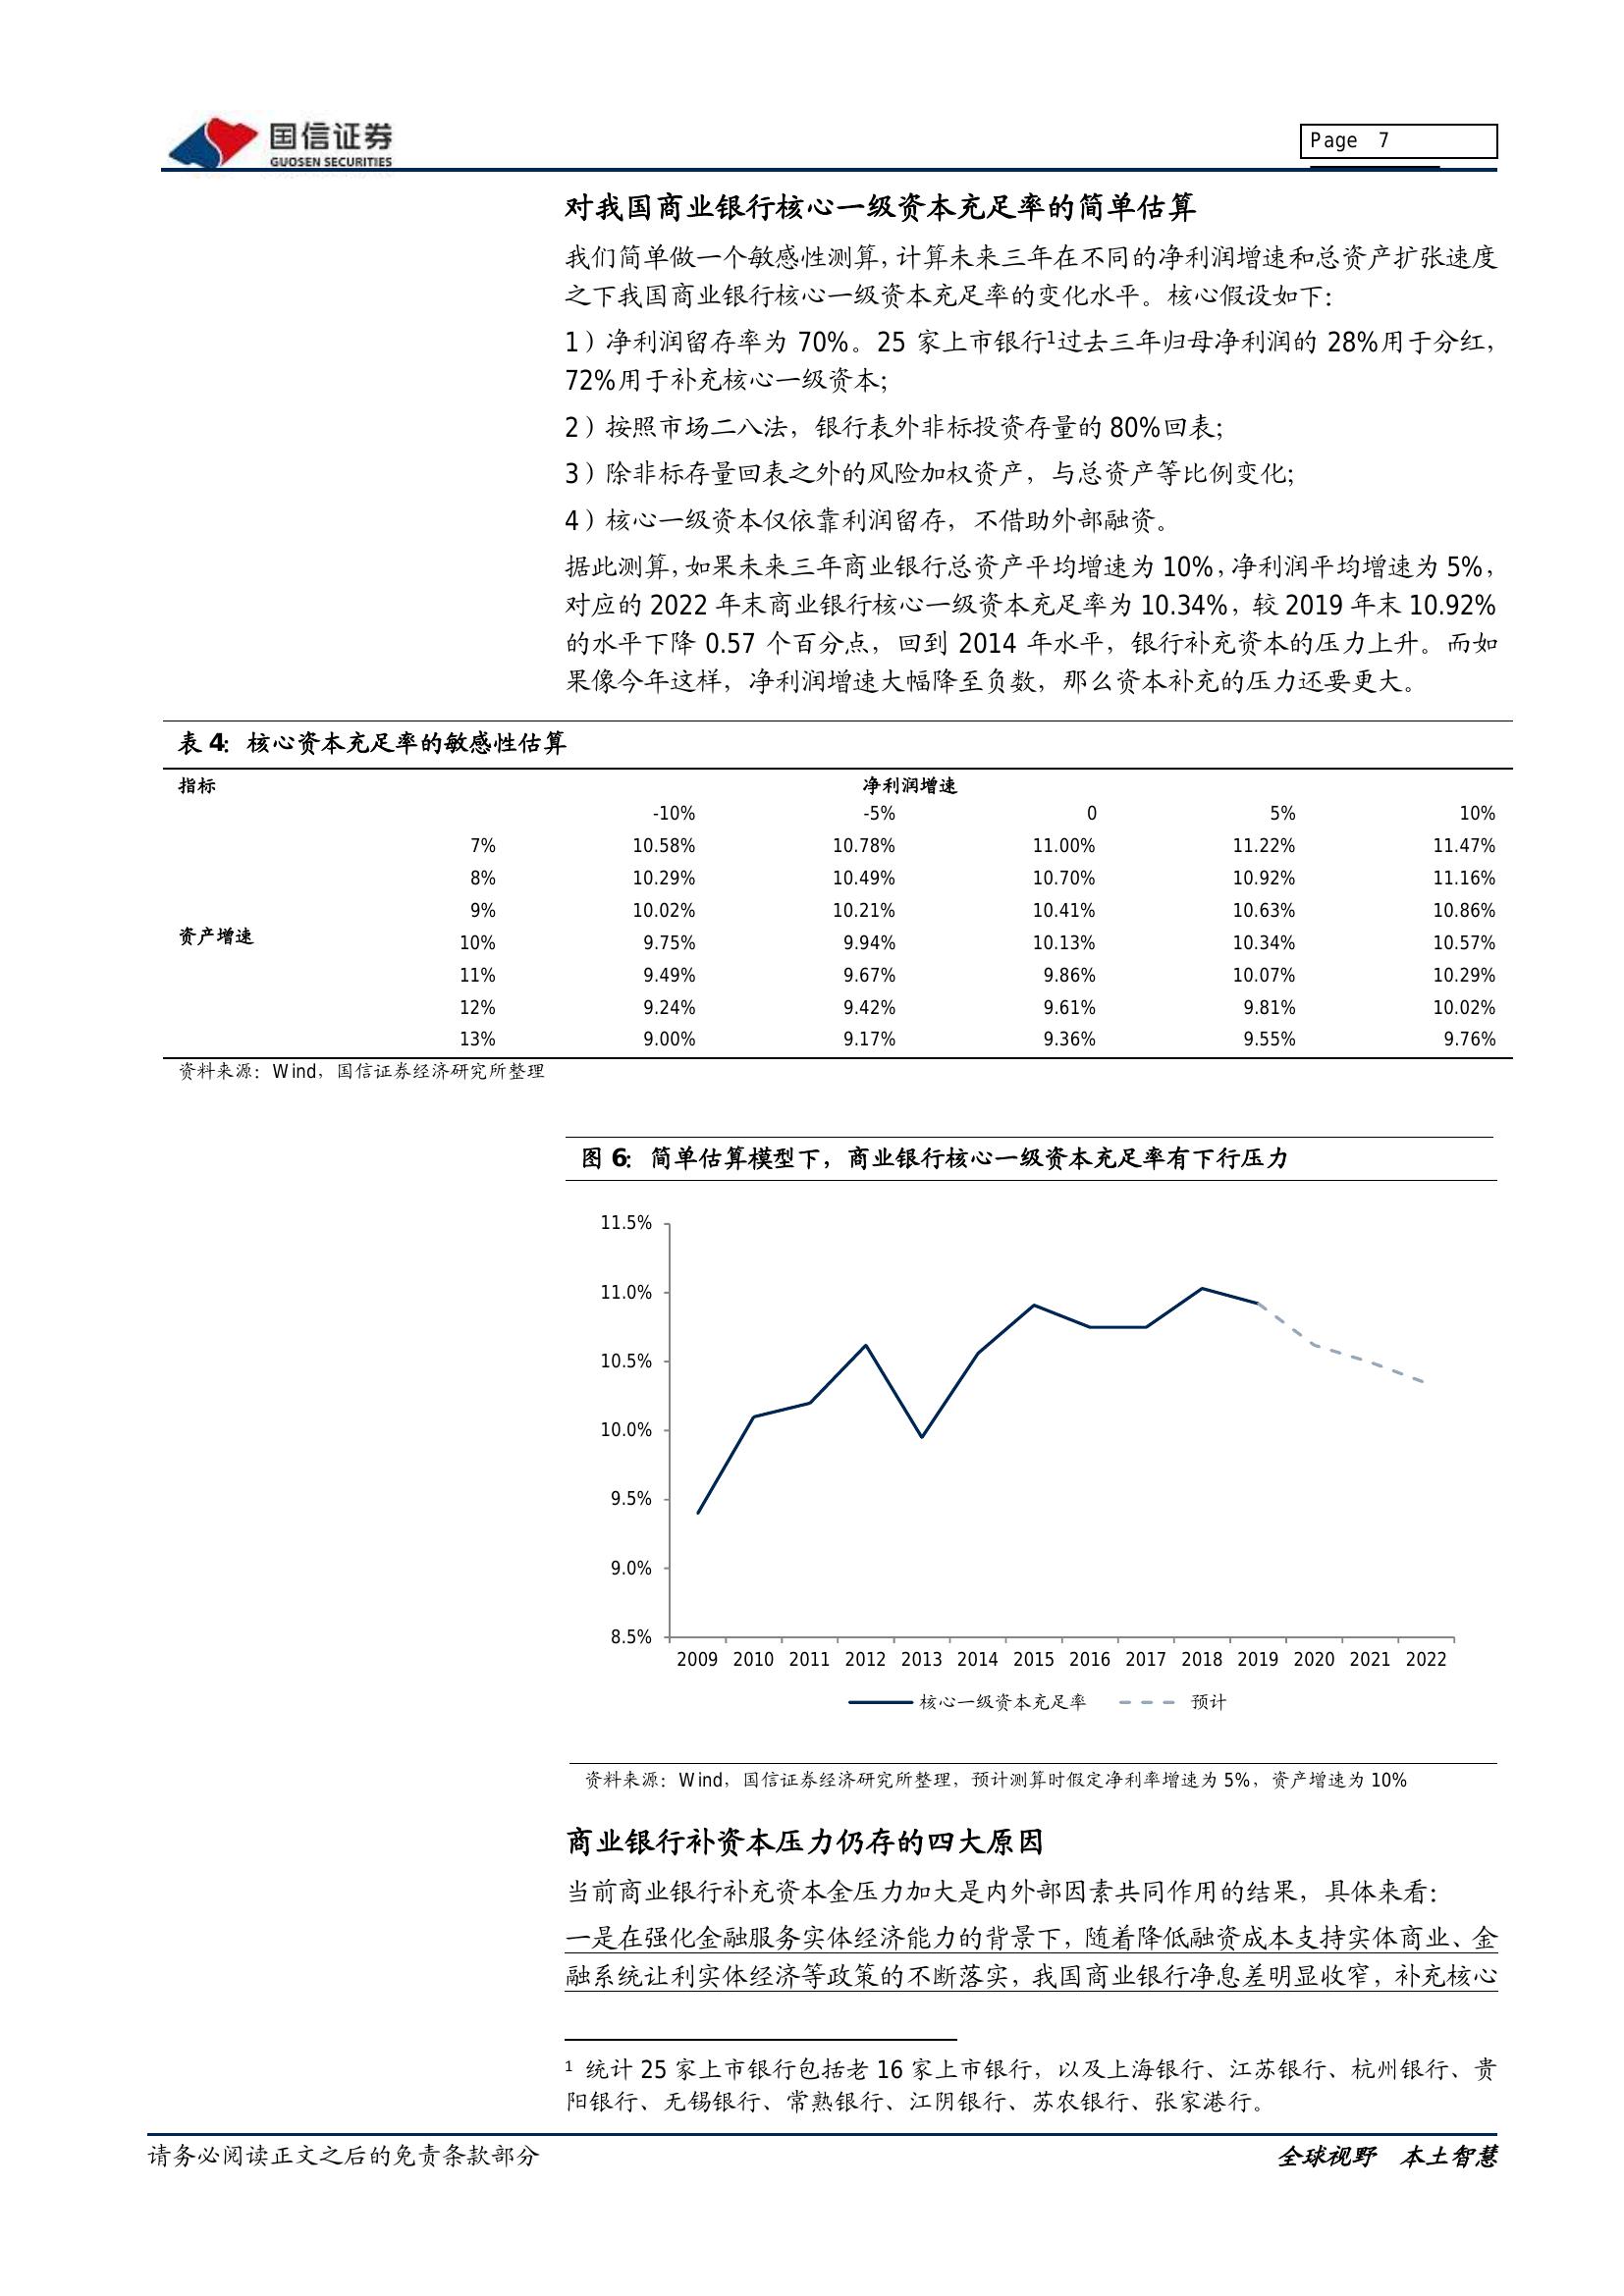 国信证券
GUOSEN SECURITIES
Page 7
对我国商业银行核心一级资本充足率的简单估算
我们简单做一个敏感性测算，计算未来三年在不同的净利润增速和总资产扩张速度
之下我国商业银行核心一级资本充足率的变化水平。核心假设如下：
1）净利润留存率为 70%。25 家上市银行¹过去三年归母净利润的 28%用于分红，
72%用于补充核心一级资本；
2）按照市场二八法，银行表外非标投资存量的 80%回表；
3）除非标存量回表之外的风险加权资产，与总资产等比例变化；
4）核心一级资本仅依靠利润留存，不借助外部融资。
据此测算，如果未来三年商业银行总资产平均增速为 10%，净利润平均增速为 5%，
对应的 2022 年末商业银行核心一级资本充足率为 10.34%，较 2019 年末 10.92%
的水平下降 0.57 个百分点，回到 2014 年水平，银行补充资本的压力上升。而如
果像今年这样，净利润增速大幅降至负数，那么资本补充的压力还要更大。
表 4：核心资本充足率的敏感性估算
指标 净利润增速
-10% -5% 0 5% 10%
7% 10.58% 10.78% 11.00% 11.22% 11.47%
8% 10.29% 10.49% 10.70% 10.92% 11.16%
9% 10.02% 10.21% 10.41% 10.63% 10.86%
资产增速
10% 9.75% 9.94% 10.13% 10.34% 10.57%
11% 9.49% 9.67% 9.86% 10.07% 10.29%
12% 9.24% 9.42% 9.61% 9.81% 10.02%
13% 9.00% 9.17% 9.36% 9.55% 9.76%
资料来源：Wind，国信证券经济研究所整理
图 6：简单估算模型下，商业银行核心一级资本充足率有下行压力
11.5%
11.0%
10.5%
10.0%
9.5%
9.0%
8.5%
2009 2010 2011 2012 2013 2014 2015 2016 2017 2018 2019 2020 2021 2022
核心一级资本充足率 预计
资料来源：Wind，国信证券经济研究所整理，预计测算时假定净利率增速为 5%，资产增速为 10%
商业银行补资本压力仍存的四大原因
当前商业银行补充资本金压力加大是内外部因素共同作用的结果，具体来看：
一是在强化金融服务实体经济能力的背景下，随着降低融资成本支持实体商业、金
融系统让利实体经济等政策的不断落实，我国商业银行净息差明显收窄，补充核心
¹ 统计 25 家上市银行包括老 16 家上市银行，以及上海银行、江苏银行、杭州银行、贵
阳银行、无锡银行、常熟银行、江阴银行、苏农银行、张家港行。
请务必阅读正文之后的免责条款部分 全球视野 本土智慧